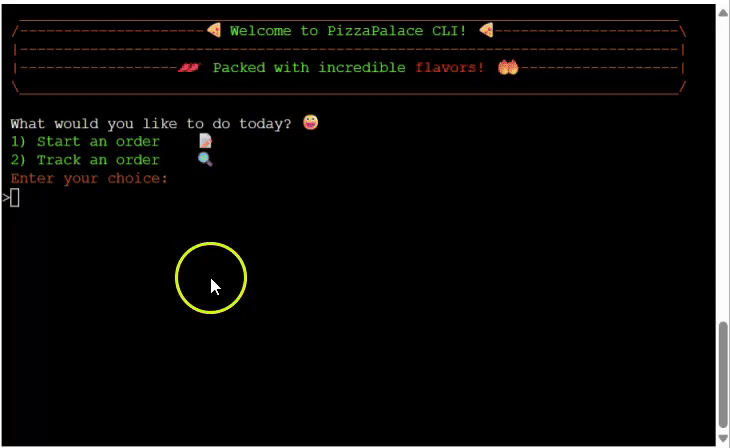 Welcome to PizzaPalace CLI!
Packed with incredible flavors!
What would you like to do today?
1) Start an order
2) Track an order
Enter your choice:
>